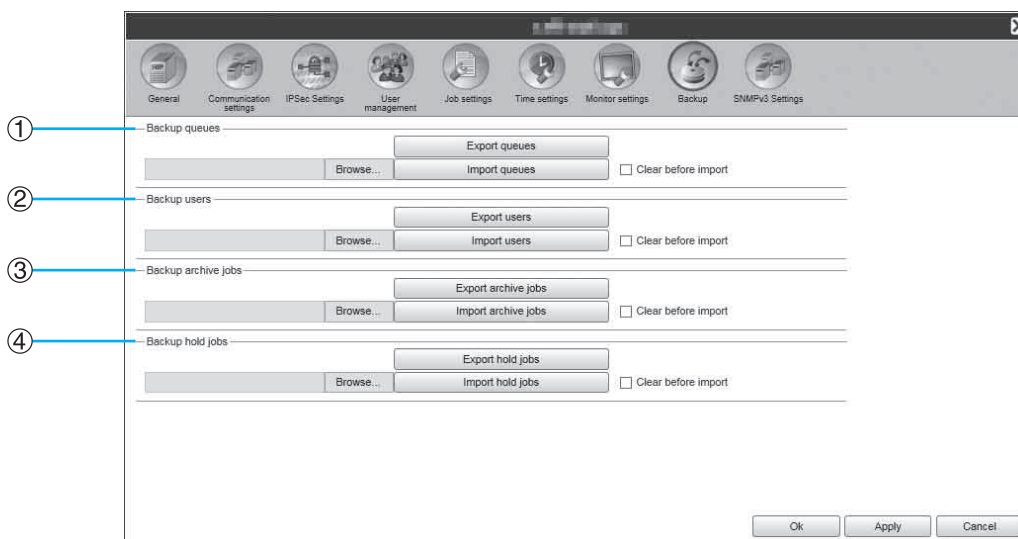 General
Communication settings
IPSec Settings
User management
Job settings
Time settings
Monitor settings
Backup
SNMPv3 Settings
① Backup queues
Export queues
Browse... Import queues Clear before import
② Backup users
Export users
Browse... Import users Clear before import
③ Backup archive jobs
Export archive jobs
Browse... Import archive jobs Clear before import
④ Backup hold jobs
Export hold jobs
Browse... Import hold jobs Clear before import
Ok Apply Cancel